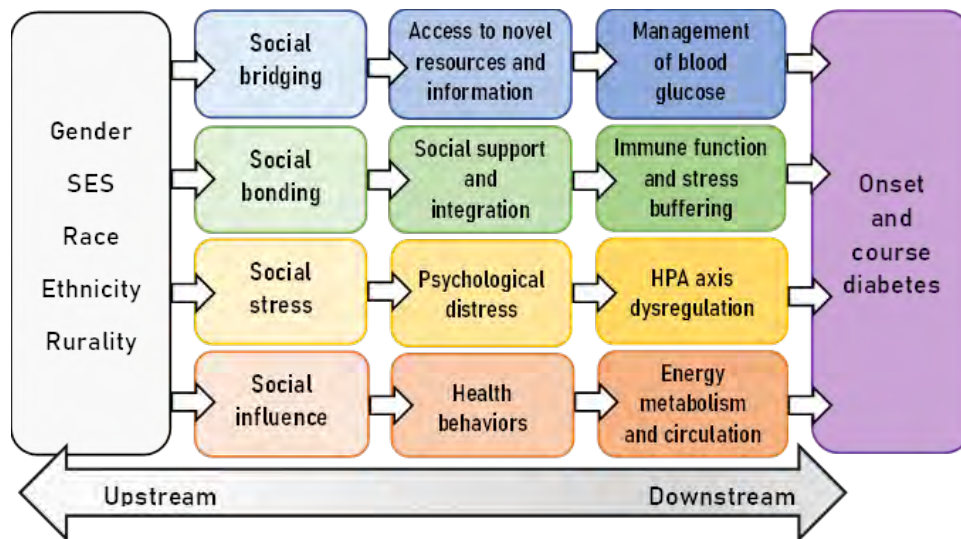 Gender
SES
Race
Ethnicity
Rurality
Social
bridging
Access to novel
resources and
information
Management
of blood
glucose
Social
bonding
Social support
and
integration
Immune function
and stress
buffering
Social
stress
Psychological
distress
HPA axis
dysregulation
Social
influence
Health
behaviors
Energy
metabolism
and circulation
Onset
and
course
diabetes
Upstream
Downstream